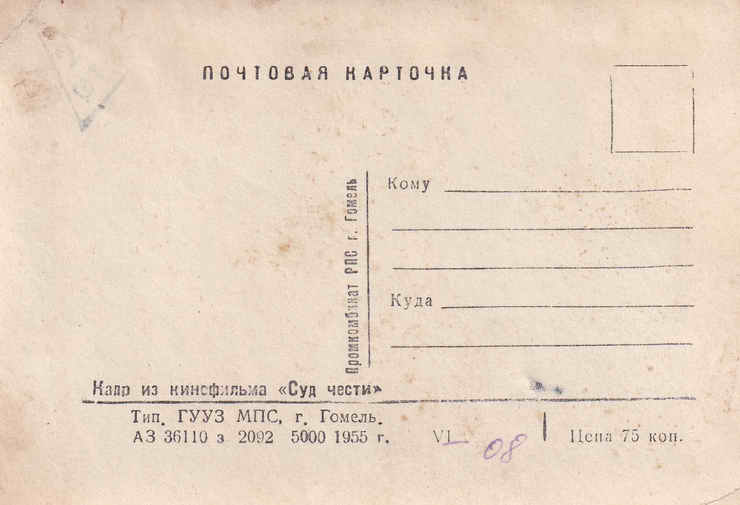 ПОЧТОВАЯ КАРТОЧКА
Кому
Куда
Промкомбинат РПС г. Гомель
Кадр из кинофильма «Суд чести»
Тип. ГУУЗ МПС, г. Гомель.
АЗ 36110 з 2092 5000 1955 г.
VI- 08
Цена 75 коп.